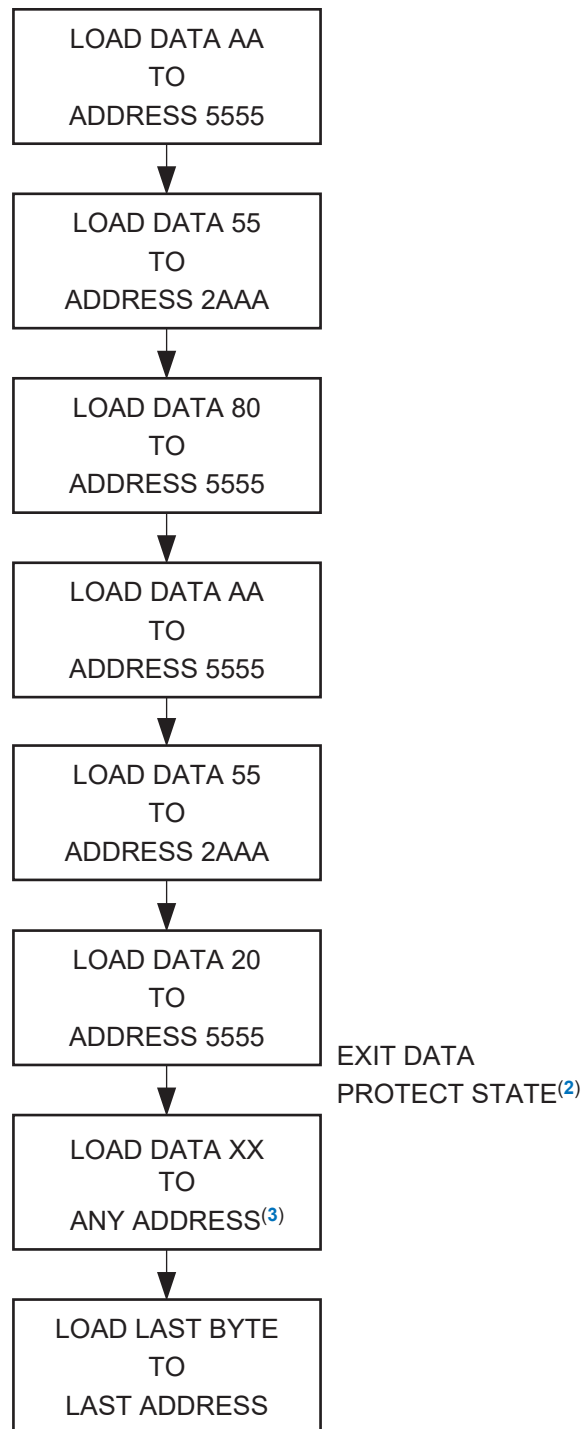 LOAD DATA AA
TO
ADDRESS 5555
LOAD DATA 55
TO
ADDRESS 2AAA
LOAD DATA 80
TO
ADDRESS 5555
LOAD DATA AA
TO
ADDRESS 5555
LOAD DATA 55
TO
ADDRESS 2AAA
LOAD DATA 20
TO
ADDRESS 5555
EXIT DATA
PROTECT STATE(2)
LOAD DATA XX
TO
ANY ADDRESS(3)
LOAD LAST BYTE
TO
LAST ADDRESS